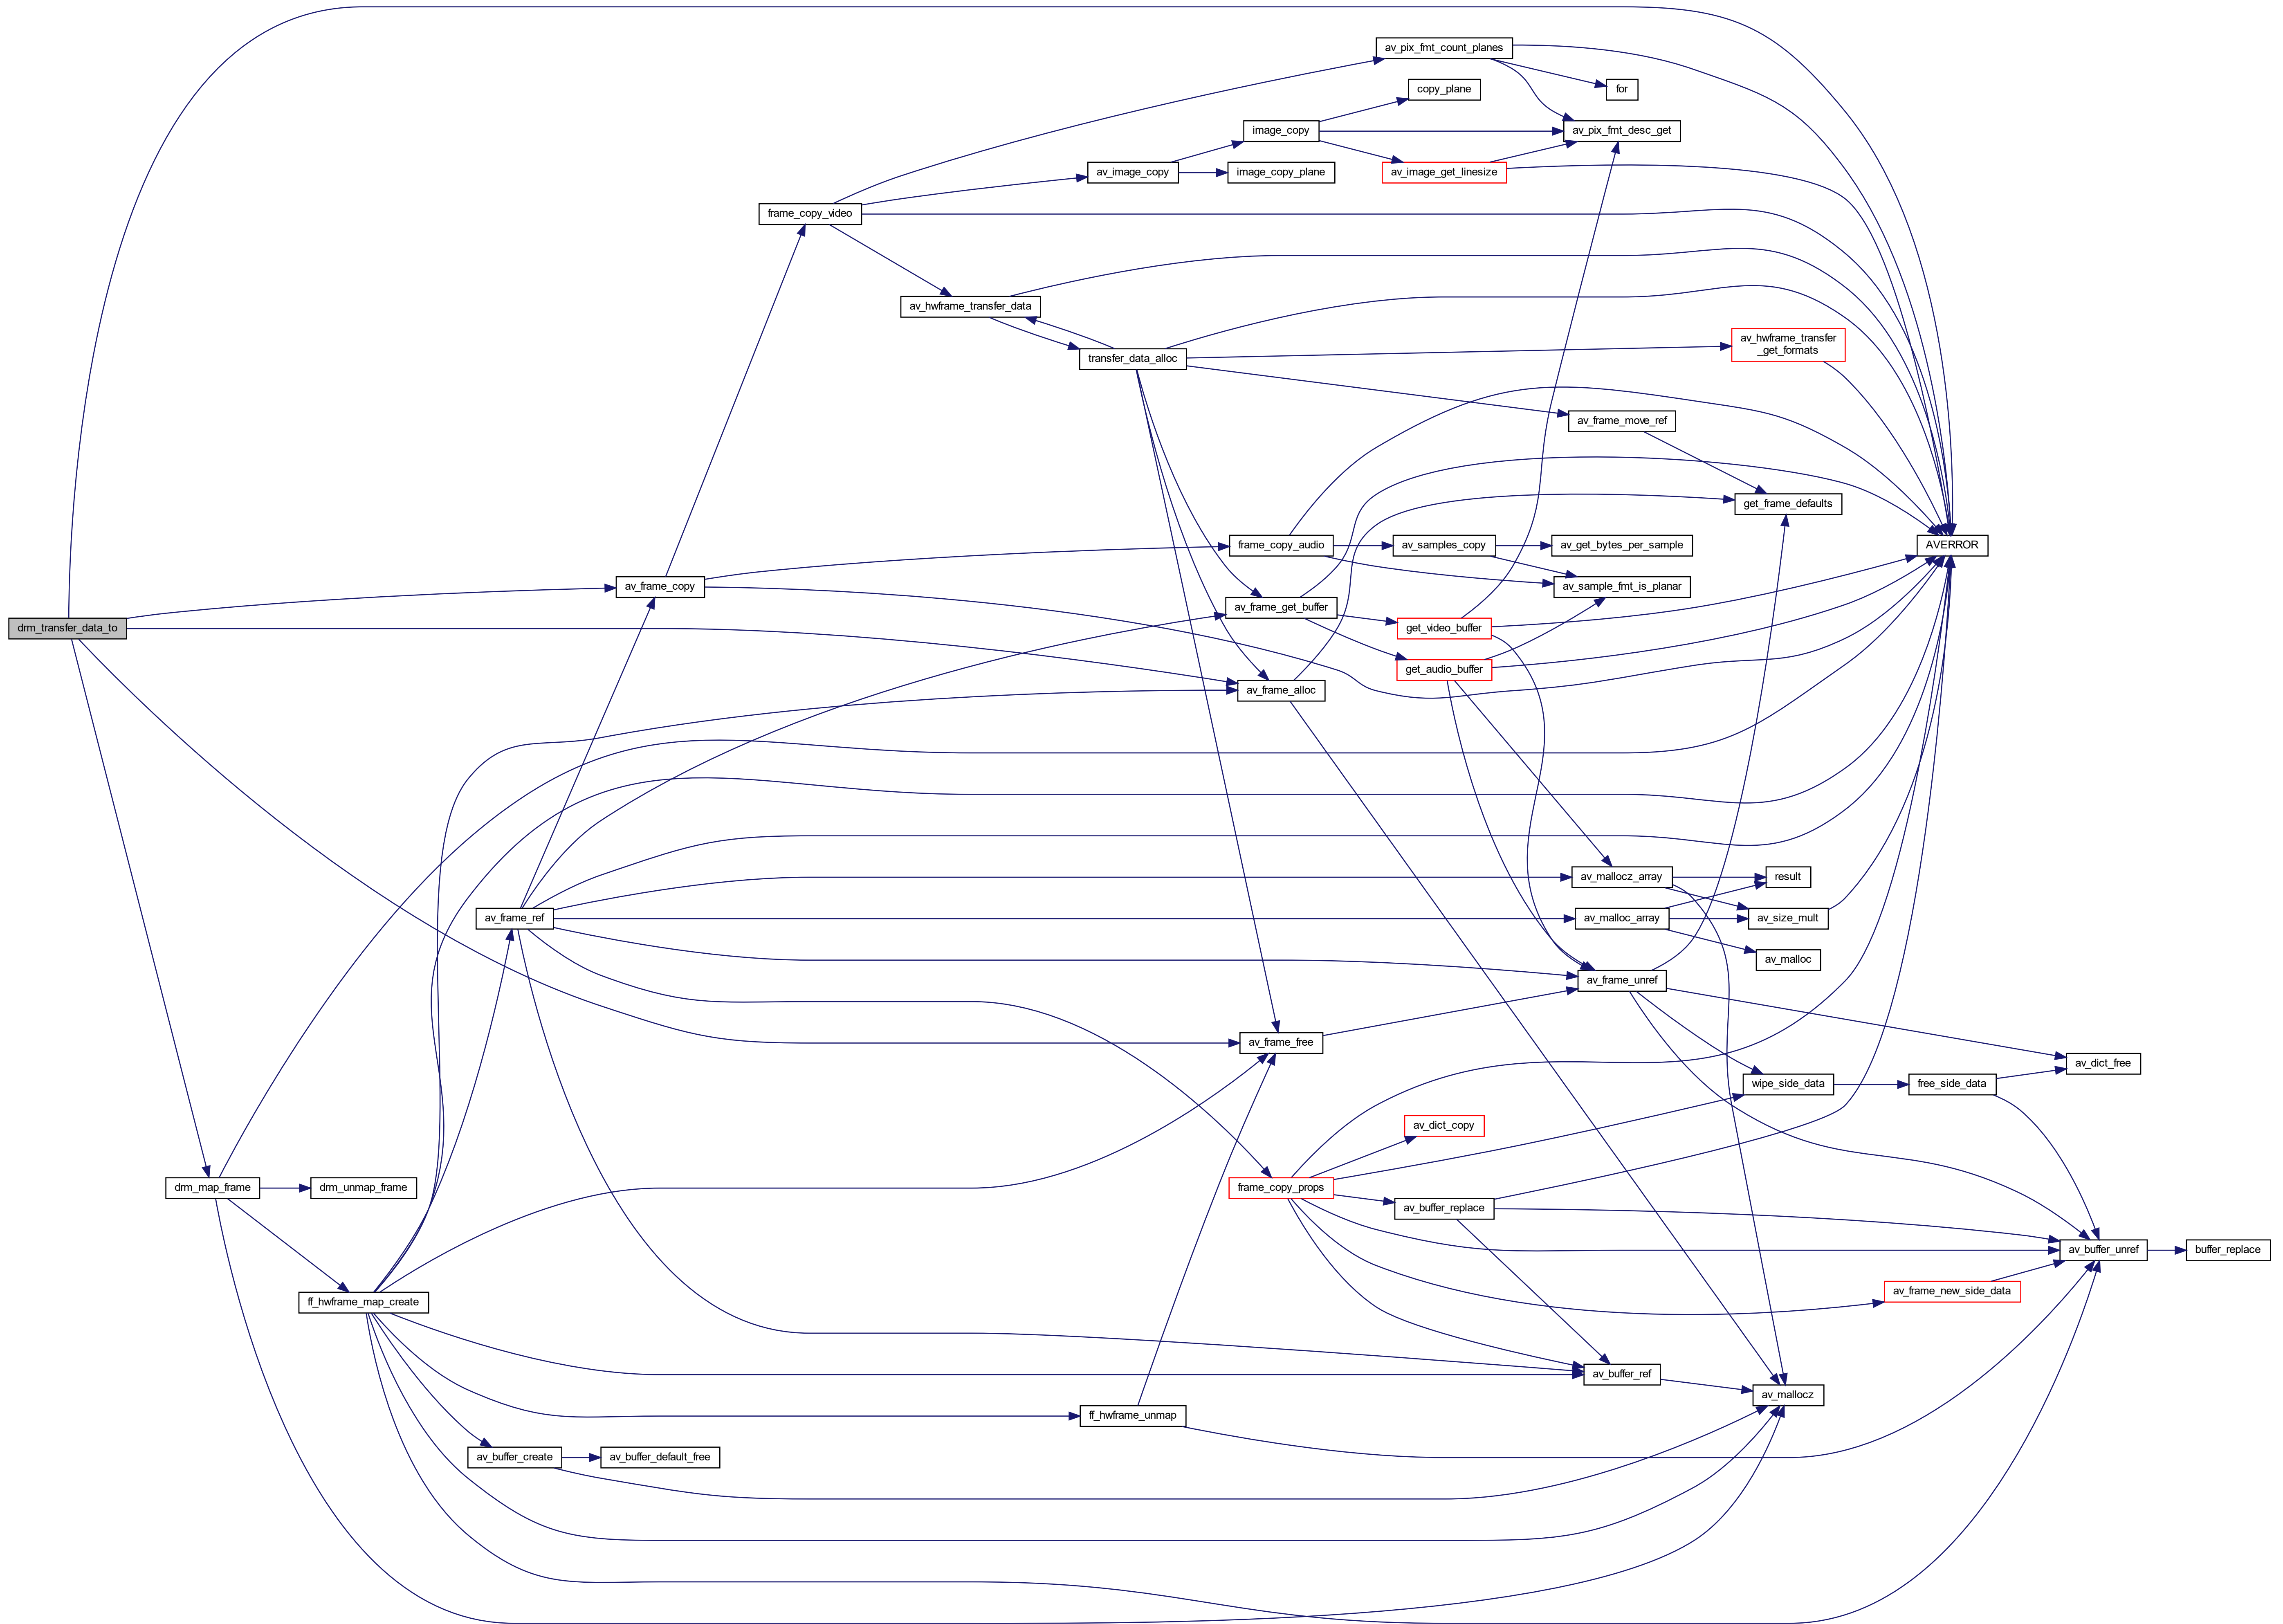 av_pix_fmt_count_planes
copy_plane
for
image_copy
av_pix_fmt_desc_get
av_image_copy
image_copy_plane
av_image_get_linesize
frame_copy_video
av_hwframe_transfer_data
transfer_data_alloc
av_hwframe_transfer
_get_formats
av_frame_move_ref
get_frame_defaults
frame_copy_audio
av_samples_copy
av_get_bytes_per_sample
AVERROR
av_frame_copy
av_sample_fmt_is_planar
av_frame_get_buffer
drm_transfer_data_to
get_video_buffer
get_audio_buffer
av_frame_alloc
av_mallocz_array
result
av_frame_ref
av_malloc_array
av_size_mult
av_malloc
av_frame_unref
av_frame_free
av_dict_free
wipe_side_data
free_side_data
av_dict_copy
drm_map_frame
drm_unmap_frame
frame_copy_props
av_buffer_replace
av_buffer_unref
buffer_replace
av_frame_new_side_data
ff_hwframe_map_create
av_buffer_ref
av_mallocz
ff_hwframe_unmap
av_buffer_create
av_buffer_default_free